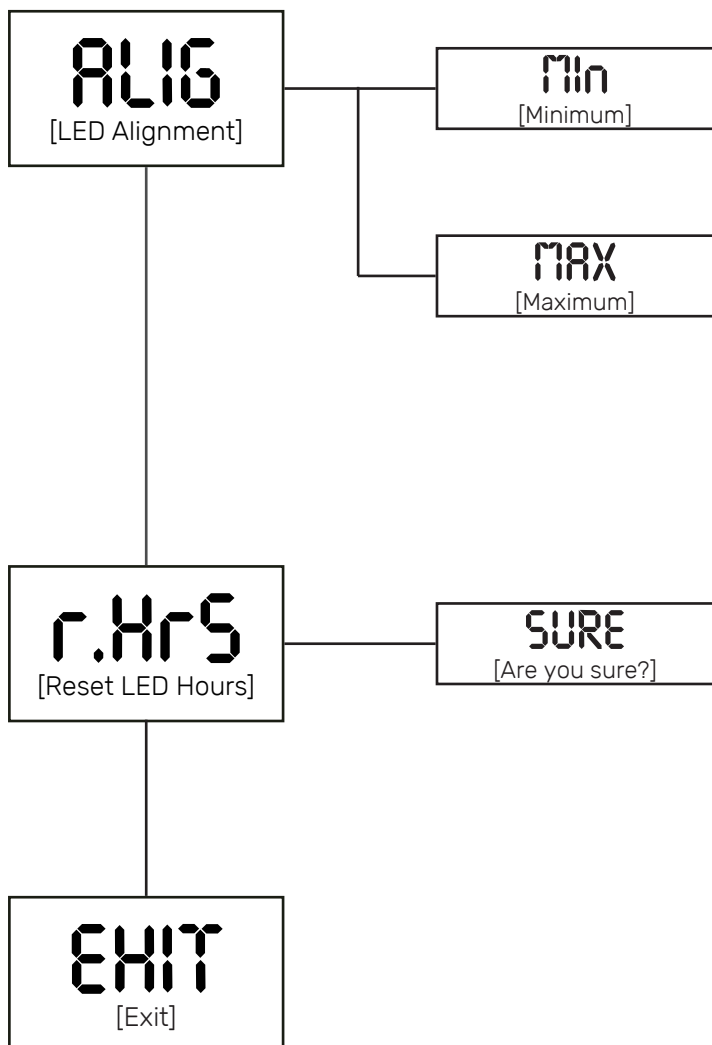 ALIG
[LED Alignment]
MIn
[Minimum]
MAX
[Maximum]
r.HrS
[Reset LED Hours]
SURE
[Are you sure?]
EHIT
[Exit]